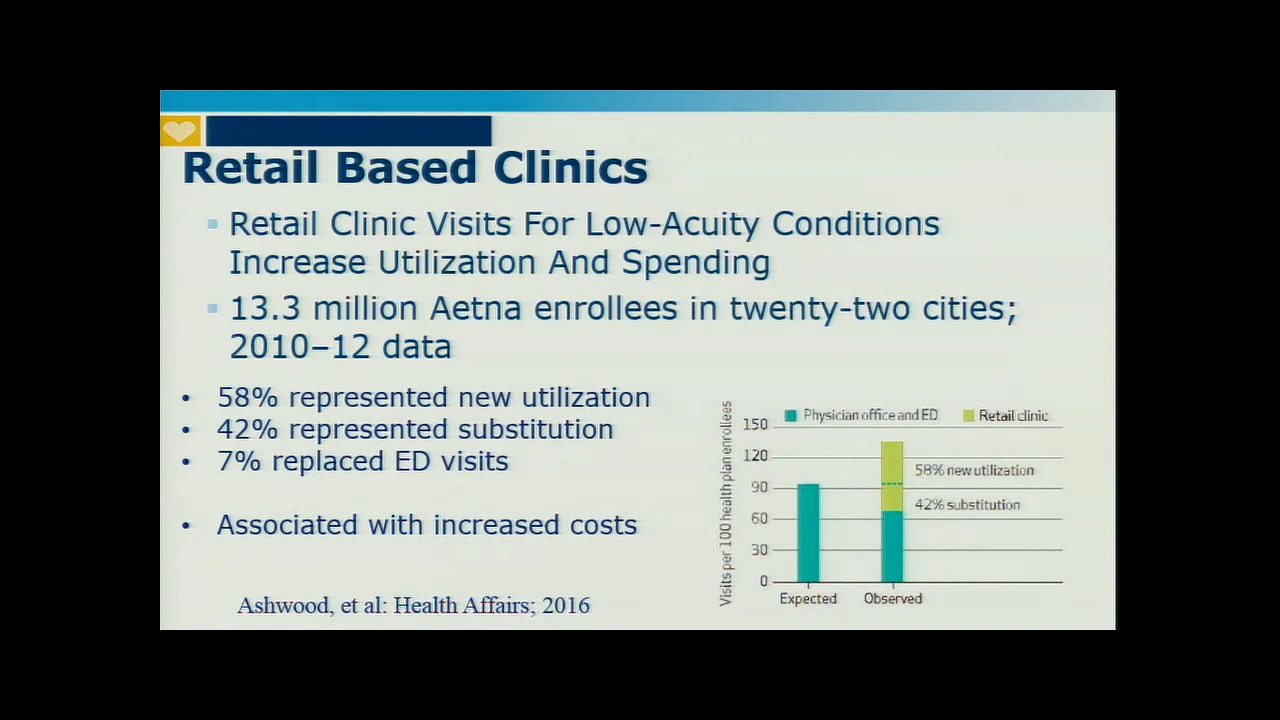 Retail Based Clinics
Retail Clinic Visits For Low-Acuity Conditions
Increase Utilization And Spending
13.3 million Aetna enrollees in twenty-two cities;
2010–12 data
• 58% represented new utilization
• 42% represented substitution
• 7% replaced ED visits
• Associated with increased costs
Ashwood, et al: Health Affairs; 2016
Visits per 100 health plan enrollees
Physician office and ED
Retail clinic
150
120
90
60
30
0
58% new utilization
42% substitution
Expected
Observed